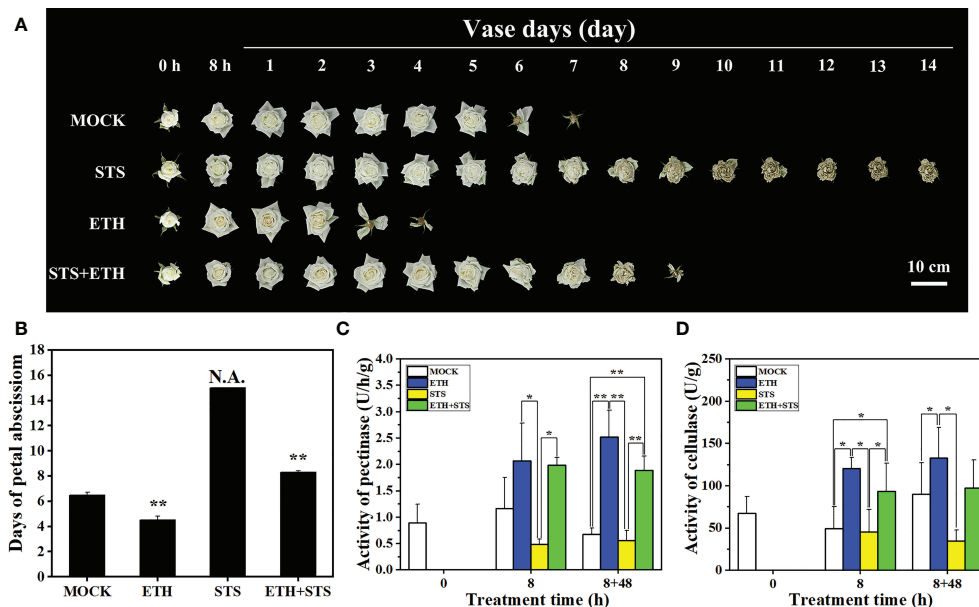 A
Vase days (day)
0 h 8 h 1 2 3 4 5 6 7 8 9 10 11 12 13 14
MOCK
STS
ETH
STS+ETH
10 cm
B
Days of petal abscissiom
18
16
14
12
10
8
6
4
2
0
**
N.A.
**
MOCK ETH STS ETH+STS
C
Activity of pectinase (U/h/g)
4.0
3.5
3.0
2.5
2.0
1.5
1.0
0.5
0.0
MOCK
ETH
STS
ETH+STS
*
*
**
** **
**
0 8 8+48
Treatment time (h)
D
Activity of cellulase (U/g)
250
200
150
100
50
0
MOCK
ETH
STS
ETH+STS
*
* * *
* *
0 8 8+48
Treatment time (h)